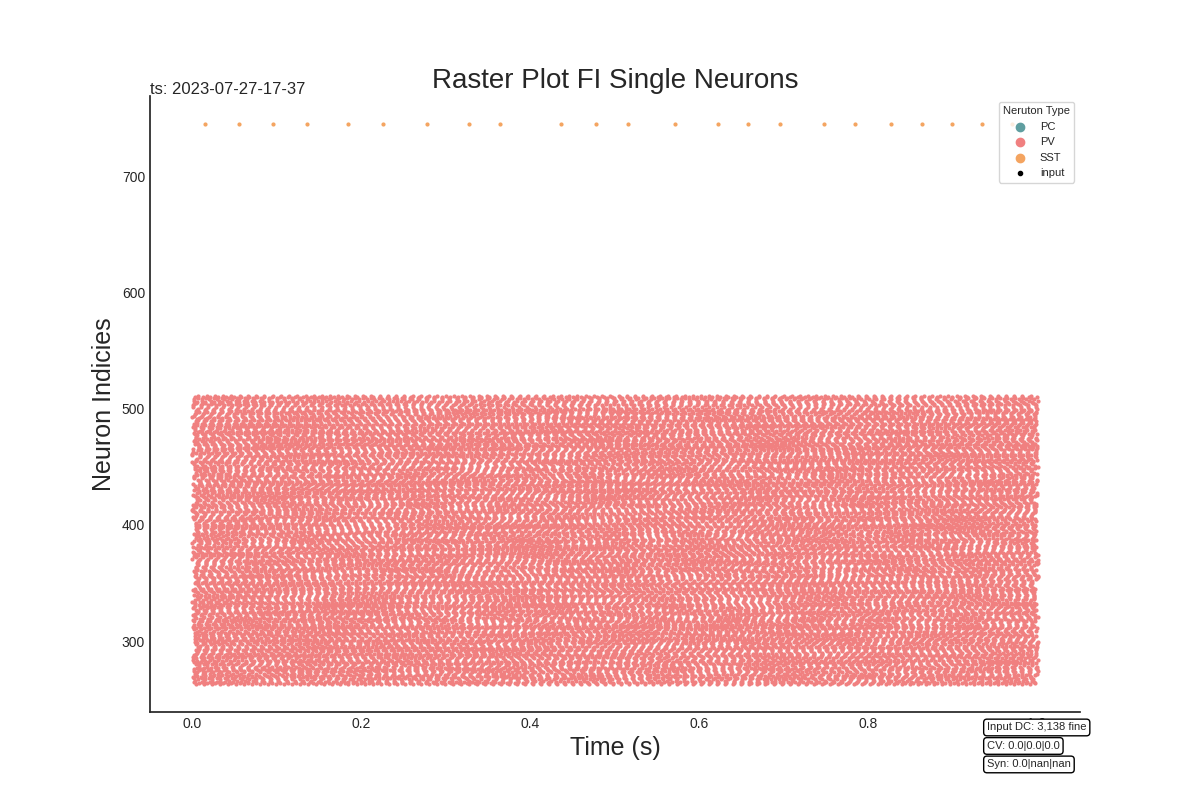 Raster Plot FI Single Neurons
ts: 2023-07-27-17-37
Neruton Type
PC
PV
SST
input
700
600
500
400
300
Neuron Indicies
0.0
0.2
0.4
0.6
0.8
Time (s)
Input DC: 3,138 fine
CV: 0.0|0.0|0.0
Syn: 0.0|nan|nan